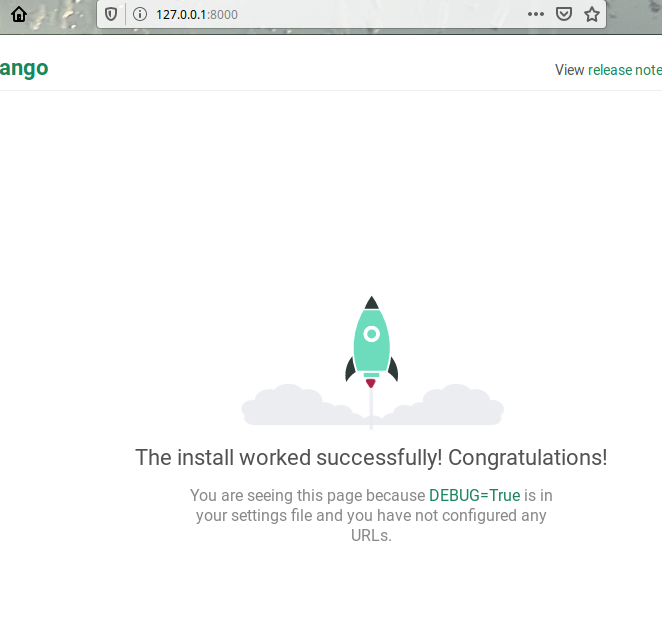 127.0.0.1:8000
ango
View release note
The install worked successfully! Congratulations!
You are seeing this page because DEBUG=True is in
your settings file and you have not configured any
URLs.